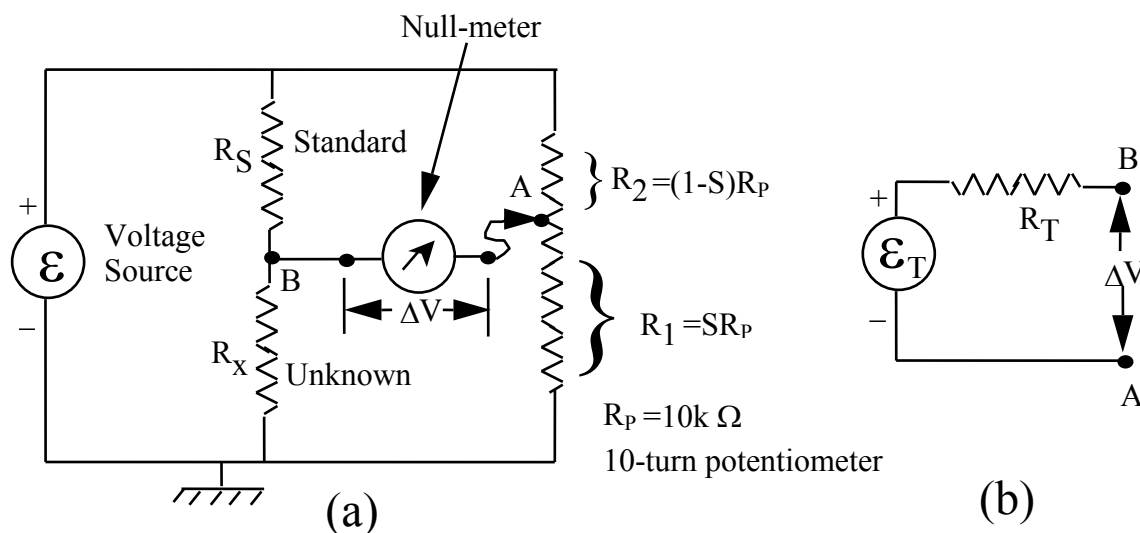 Null-meter
R_S
Standard
A
} R_2 =(1-S)R_P
+
ε
−
Voltage
Source
B
ΔV
R_x
Unknown
} R_1 =SR_P
R_P =10k Ω
10-turn potentiometer
(a)
B
+
R_T
ε_T
ΔV
−
A
(b)